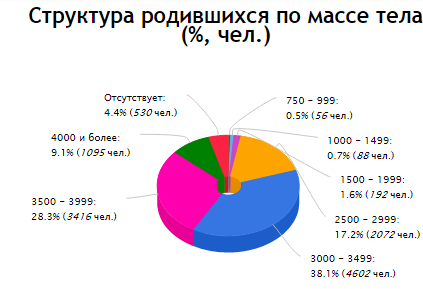 Структура родившихся по массе тела
(%, чел.)
Отсутствует:
4.4% (530 чел.)
750 - 999:
0.5% (56 чел.)
4000 и более:
9.1% (1095 чел.)
1000 - 1499:
0.7% (88 чел.)
1500 - 1999:
1.6% (192 чел.)
3500 - 3999:
28.3% (3416 чел.)
2500 - 2999:
17.2% (2072 чел.)
3000 - 3499:
38.1% (4602 чел.)